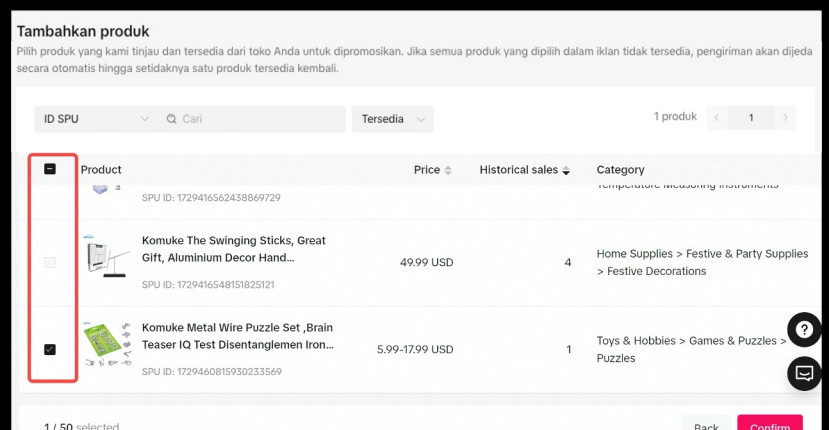 Tambahkan produk
Pilih produk yang kami tinjau dan tersedia dari toko Anda untuk dipromosikan. Jika semua produk yang dipilih dalam iklan tidak tersedia, pengiriman akan dijeda
secara otomatis hingga setidaknya satu produk tersedia kembali.
ID SPU Cari Tersedia 1 produk 1
Product Price Historical sales Category
Temperature Measuring Instruments
SPU ID: 1729416562438869729
Komuke The Swinging Sticks, Great
Gift, Aluminium Decor Hand...
49.99 USD 4
Home Supplies > Festive & Party Supplies
> Festive Decorations
SPU ID: 1729416548151825121
Komuke Metal Wire Puzzle Set ,Brain
Teaser IQ Test Disentanglemen Iron...
5.99-17.99 USD 1
Toys & Hobbies > Games & Puzzles >
Puzzles
SPU ID: 1729460815930233569
1 / 50 selected Back Confirm